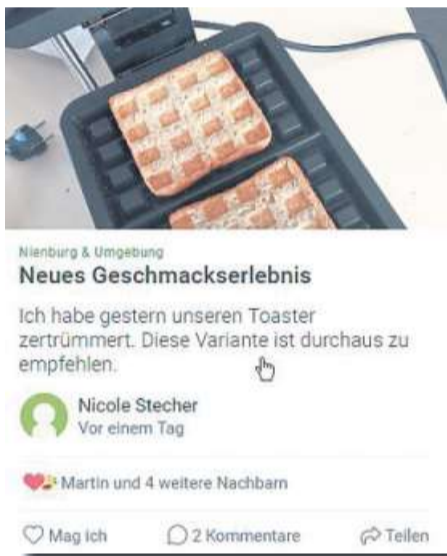 Nienburg & Umgebung
Neues Geschmackserlebnis
Ich habe gestern unseren Toaster
zertrümmert. Diese Variante ist durchaus zu
empfehlen.
Nicole Stecher
Vor einem Tag
Martin und 4 weitere Nachbarn
Mag ich
2 Kommentare
Teilen